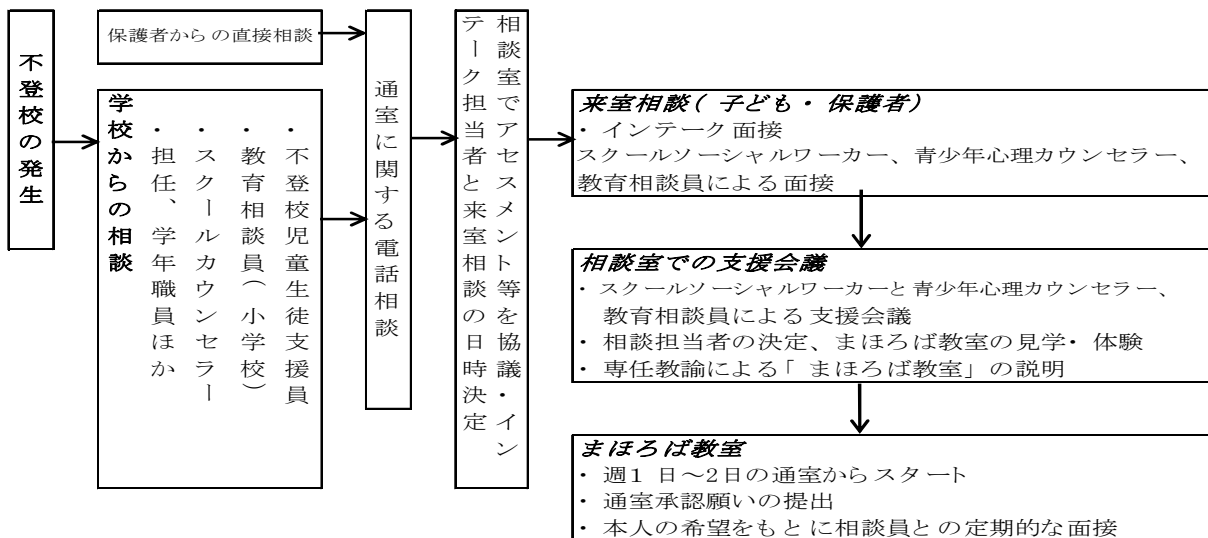 不登校の発生
保護者からの直接相談
学校からの相談
・担任、学年職員ほか
・スクールカウンセラー
・教育相談員(小学校)
・不登校児童生徒支援員
通室に関する電話相談
相談室でアセスメント等を協議・イン
テーク担当者と来室相談の日時決定
来室相談(子ども・保護者)
・インテーク面接
スクールソーシャルワーカー、青少年心理カウンセラー、
教育相談員による面接
相談室での支援会議
・スクールソーシャルワーカーと青少年心理カウンセラー、
教育相談員による支援会議
・相談担当者の決定、まほろば教室の見学・体験
・専任教諭による「まほろば教室」の説明
まほろば教室
・週1日~2日の通室からスタート
・通室承認願いの提出
・本人の希望をもとに相談員との定期的な面接